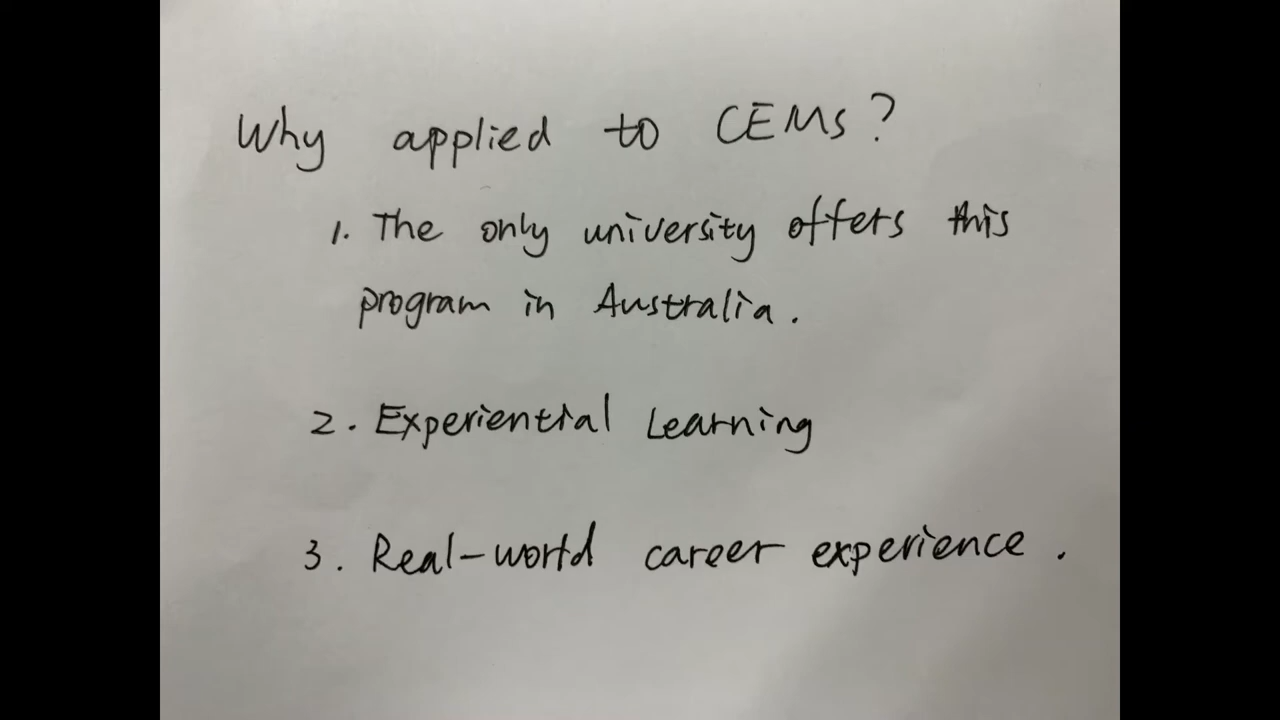 Why applied to CEMS?
1. The only university offers this
program in Australia.
2. Experiential Learning
3. Real-world career experience.